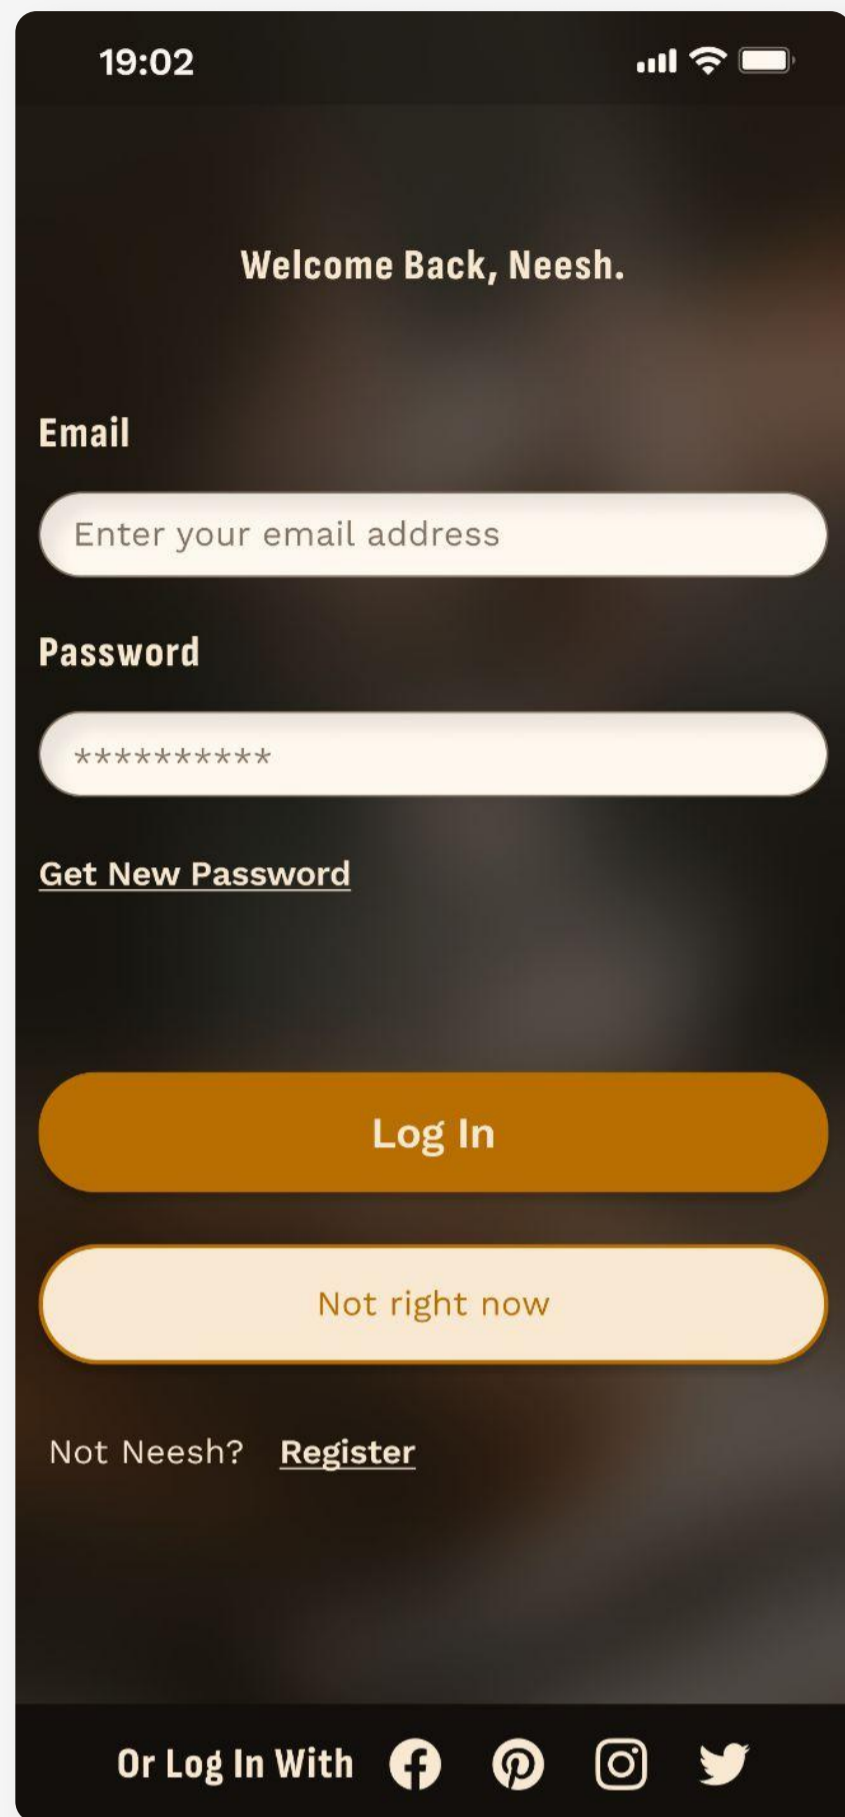 19:02
Welcome Back, Neesh.
Email
Enter your email address
Password
**********
Get New Password
Log In
Not right now
Not Neesh? Register
Or Log In With